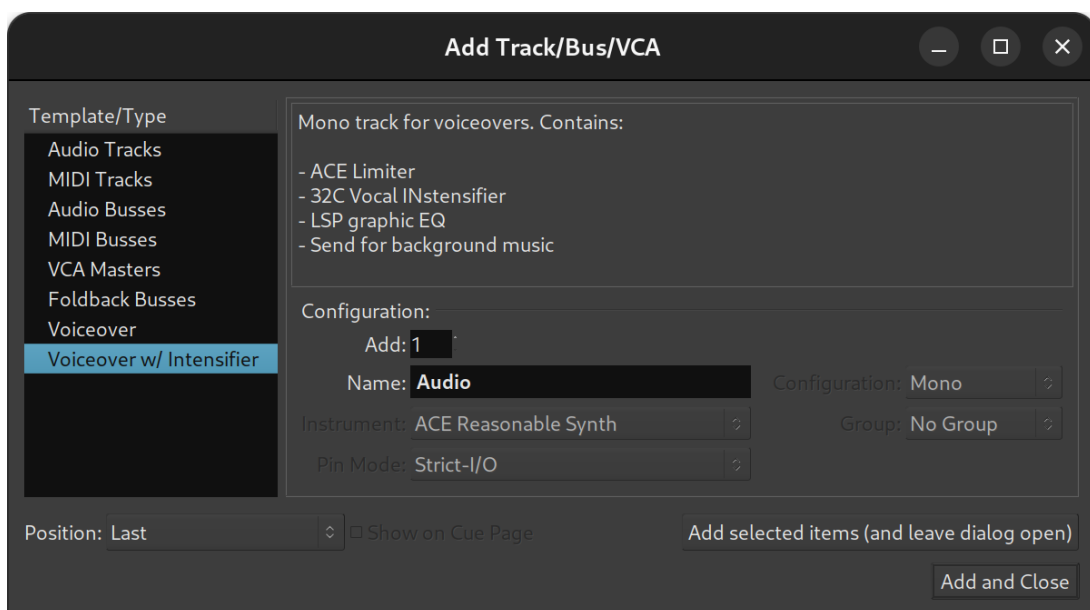 Add Track/Bus/VCA
Template/Type
Audio Tracks
MIDI Tracks
Audio Busses
MIDI Busses
VCA Masters
Foldback Busses
Voiceover
Voiceover w/ Intensifier
Mono track for voiceovers. Contains:
- ACE Limiter
- 32C Vocal INstensifier
- LSP graphic EQ
- Send for background music
Configuration:
Add: 1
Name: Audio
Configuration: Mono
Instrument: ACE Reasonable Synth
Group: No Group
Pin Mode: Strict-I/O
Position: Last
Show on Cue Page
Add selected items (and leave dialog open)
Add and Close